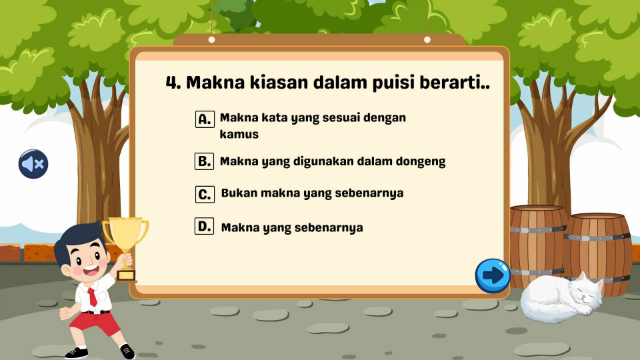 4. Makna kiasan dalam puisi berarti..
A. Makna kata yang sesuai dengan
kamus
B. Makna yang digunakan dalam dongeng
C. Bukan makna yang sebenarnya
D. Makna yang sebenarnya